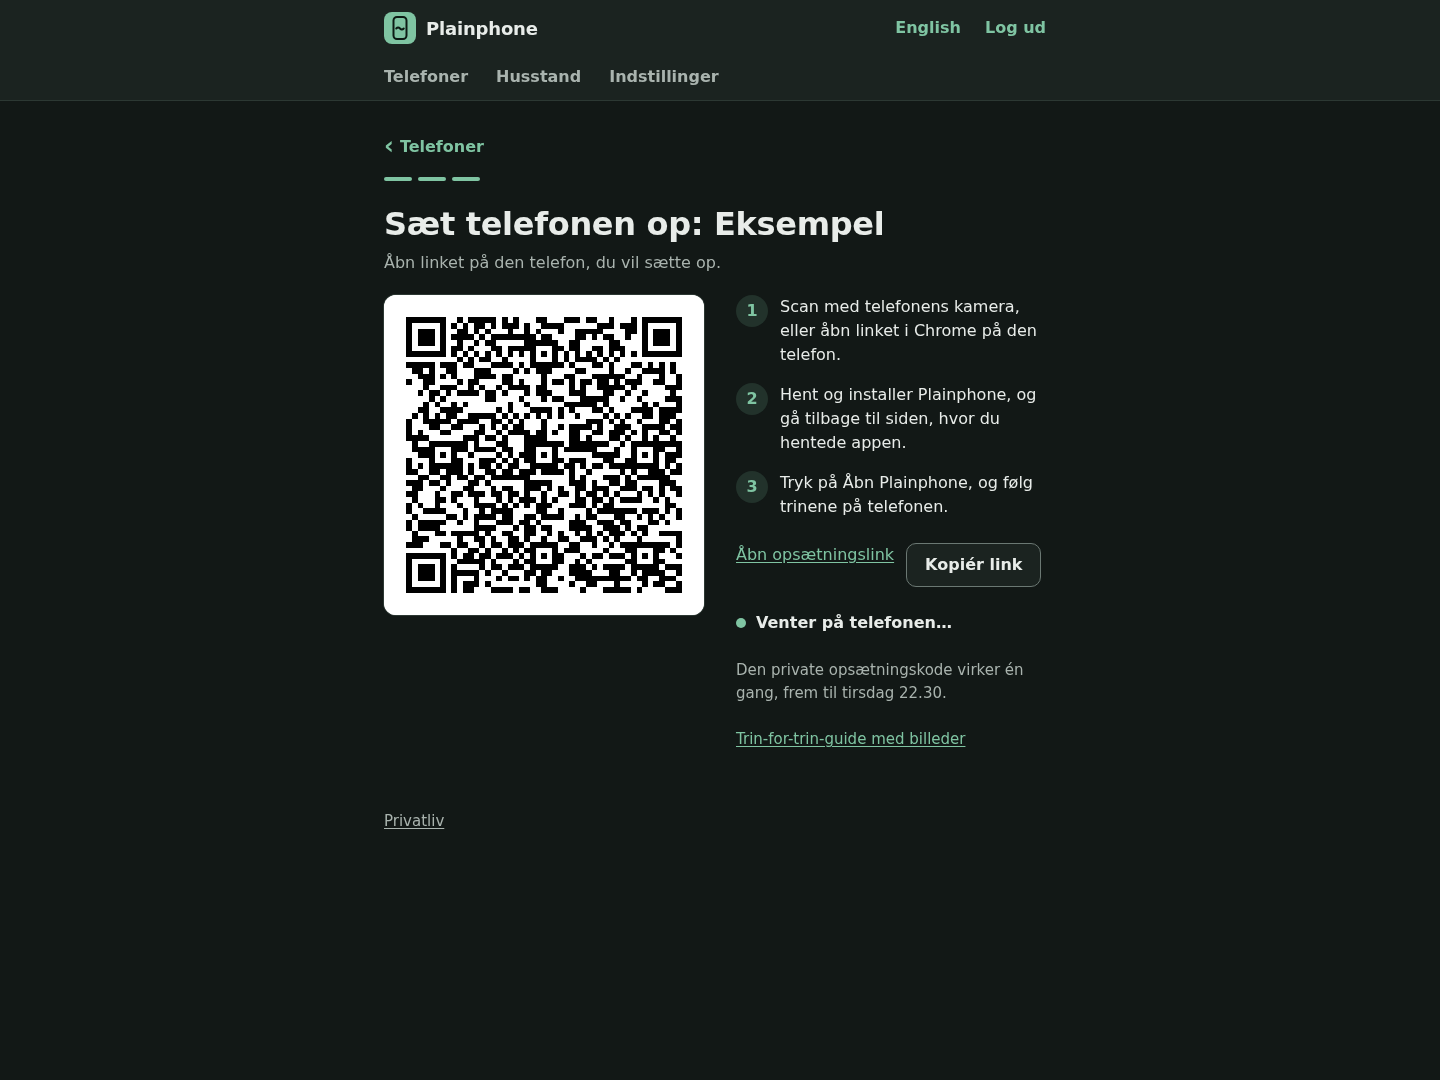 Plainphone
English
Log ud
Telefoner
Husstand
Indstillinger
‹ Telefoner
Sæt telefonen op: Eksempel
Åbn linket på den telefon, du vil sætte op.
1
Scan med telefonens kamera,
eller åbn linket i Chrome på den
telefon.
2
Hent og installer Plainphone, og
gå tilbage til siden, hvor du
hentede appen.
3
Tryk på Åbn Plainphone, og følg
trinene på telefonen.
Åbn opsætningslink
Kopiér link
Venter på telefonen…
Den private opsætningskode virker én
gang, frem til tirsdag 22.30.
Trin-for-trin-guide med billeder
Privatliv